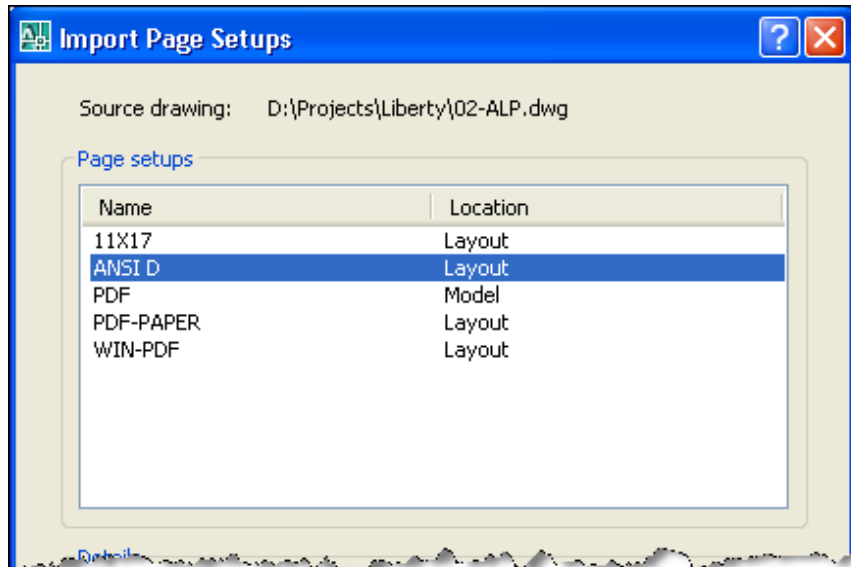 Import Page Setups
Source drawing: D:\Projects\Liberty\02-ALP.dwg
Page setups
Name Location
11X17 Layout
ANSI D Layout
PDF Model
PDF-PAPER Layout
WIN-PDF Layout